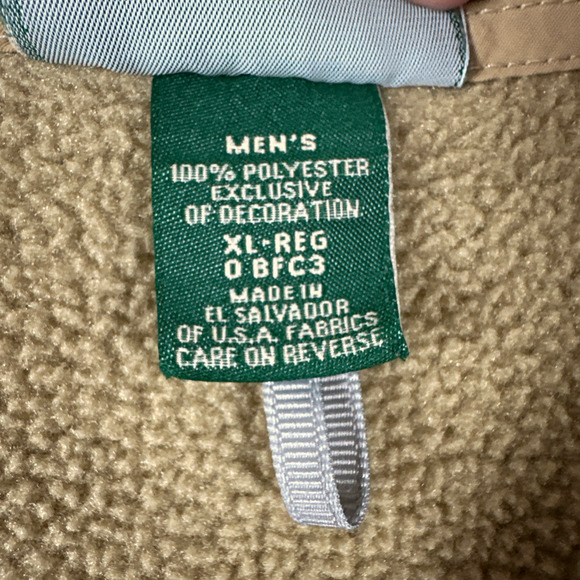 MEN'S
100% POLYESTER
EXCLUSIVE
OF DECORATION
XL-REG
0 BFC3
MADE IN
EL SALVADOR
OF U.S.A. FABRICS
CARE ON REVERSE